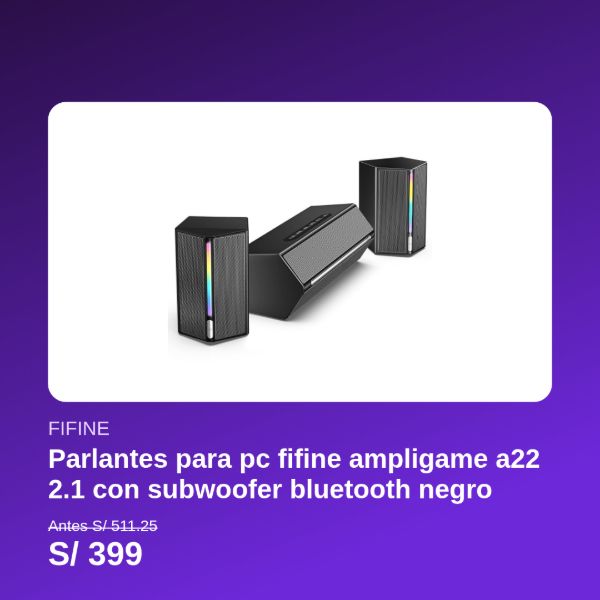 FIFINE
Parlantes para pc fifine ampligame a22
2.1 con subwoofer bluetooth negro
Antes S/ 511.25
S/ 399